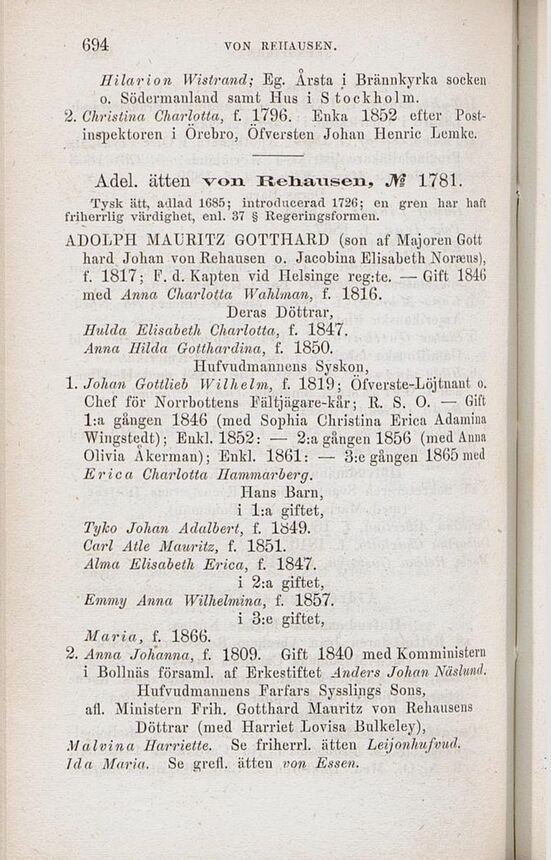 694
VON REHAUSEN.
Hilarion Wistrand; Eg. Årsta i Brännkyrka socken
o. Södermanland samt Hus i Stockholm.
2. Christina Charlotta, f. 1796. Enka 1852 efter Post-
inspektoren i Örebro, Öfversten Johan Henric Lemke.
Adel. ätten von Rehausen, № 1781.
Tysk ätt, adlad 1685; introducerad 1726; en gren har haft
friherrlig värdighet, enl. 37 § Regeringsformen.
ADOLPH MAURITZ GOTTHARD (son af Majoren Gott
hard Johan von Rehausen o. Jacobina Elisabeth Noræus),
f. 1817; F. d. Kapten vid Helsinge reg:te. — Gift 1846
med Anna Charlotta Wahlman, f. 1816.
Deras Döttrar,
Hulda Elisabeth Charlotta, f. 1847.
Anna Hilda Gotthardina, f. 1850.
Hufvudmannens Syskon,
1. Johan Gottlieb Wilhelm, f. 1819; Öfverste-Löjtnant o.
Chef för Norrbottens Fältjägare-kår; R. S. O. — Gift
1:a gången 1846 (med Sophia Christina Erica Adamina
Wingstedt); Enkl. 1852: — 2:a gången 1856 (med Anna
Olivia Åkerman); Enkl. 1861: — 3:e gången 1865 med
Erica Charlotta Hammarberg.
Hans Barn,
i 1:a giftet,
Tyko Johan Adalbert, f. 1849.
Carl Atle Mauritz, f. 1851.
Alma Elisabeth Erica, f. 1847.
i 2:a giftet,
Emmy Anna Wilhelmina, f. 1857.
i 3:e giftet,
Maria, f. 1866.
2. Anna Johanna, f. 1809. Gift 1840 med Komministern
i Bollnäs församl. af Erkestiftet Anders Johan Näslund.
Hufvudmannens Farfars Sysslings Sons,
afl. Ministern Frih. Gotthard Mauritz von Rehausens
Döttrar (med Harriet Lovisa Bulkeley),
Malvina Harriette. Se friherrl. ätten Leijonhufvud.
Ida Maria. Se grefl. ätten von Essen.